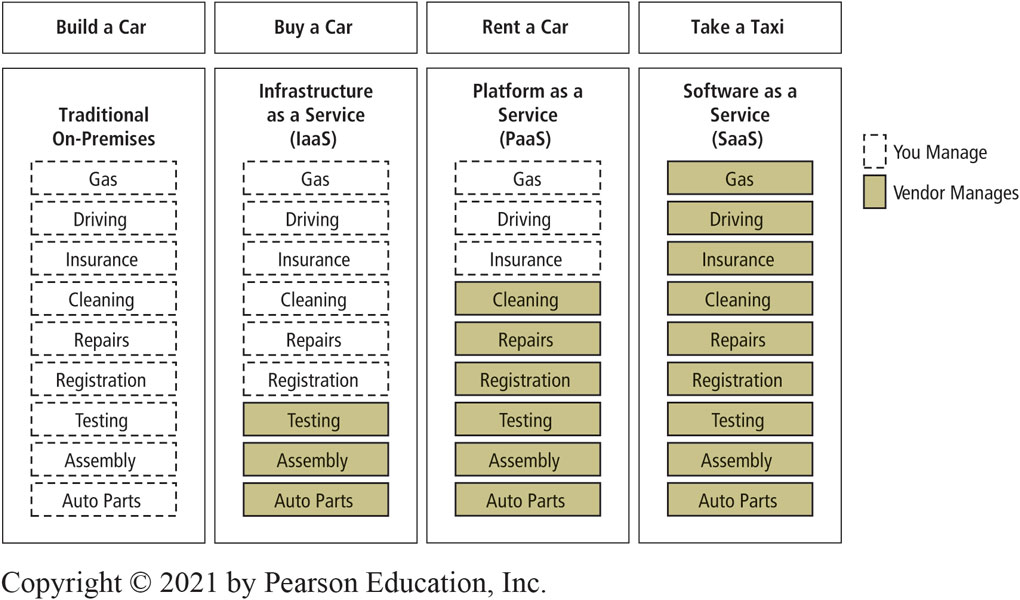 Build a Car
Buy a Car
Rent a Car
Take a Taxi
Traditional
On-Premises
Gas
Driving
Insurance
Cleaning
Repairs
Registration
Testing
Assembly
Auto Parts
Infrastructure
as a Service
(IaaS)
Gas
Driving
Insurance
Cleaning
Repairs
Registration
Testing
Assembly
Auto Parts
Platform as a
Service
(PaaS)
Gas
Driving
Insurance
Cleaning
Repairs
Registration
Testing
Assembly
Auto Parts
Software as a
Service
(SaaS)
Gas
Driving
Insurance
Cleaning
Repairs
Registration
Testing
Assembly
Auto Parts
You Manage
Vendor Manages
Copyright © 2021 by Pearson Education, Inc.